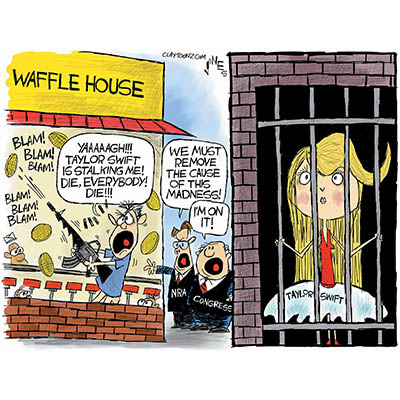 CLAYTOONZ.COM
JONES
WAFFLE HOUSE
BLAM!
BLAM!
BLAM!
BLAM!
BLAM!
BLAM!
YAAAAAGH!!!
TAYLOR SWIFT
IS STALKING ME!
DIE, EVERYBODY!
DIE!!!
WE MUST
REMOVE
THE CAUSE
OF THIS
MADNESS!
I'M ON
IT!
NRA
CONGRESS
TAYLOR SWIFT